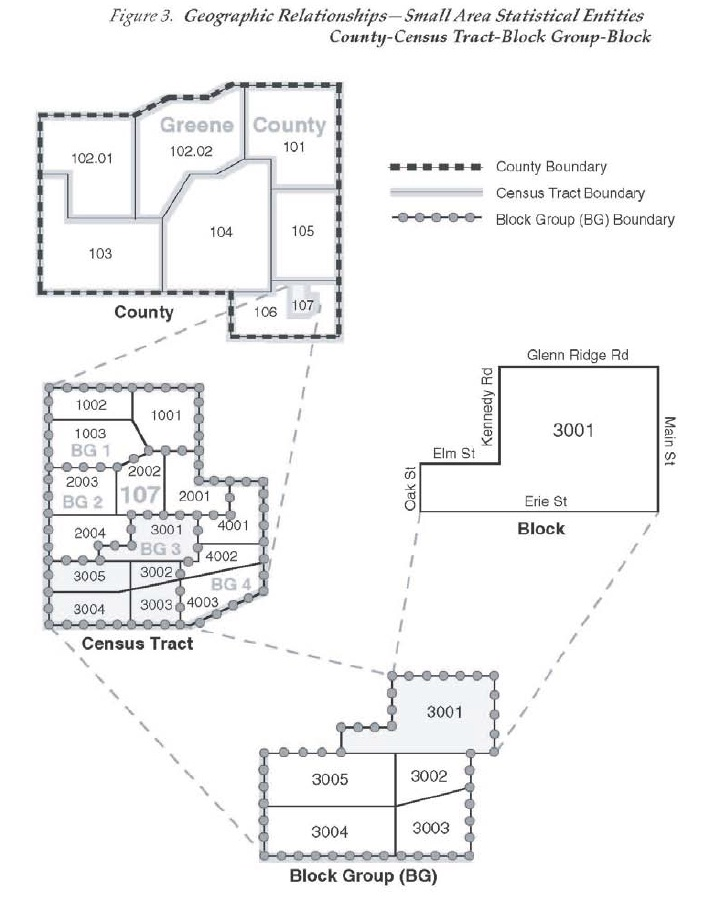 Figure 3. Geographic Relationships—Small Area Statistical Entities
County-Census Tract-Block Group-Block
Greene County
102.01
102.02
101
103
104
105
106
107
County
County Boundary
Census Tract Boundary
Block Group (BG) Boundary
1002
1001
1003
BG 1
2003
2002
BG 2
107
2001
2004
3001
4001
BG 3
4002
3005
3002
BG 4
3004
3003
4003
Census Tract
Glenn Ridge Rd
Kennedy Rd
3001
Main St
Elm St
Oak St
Erie St
Block
3001
3005
3002
3004
3003
Block Group (BG)